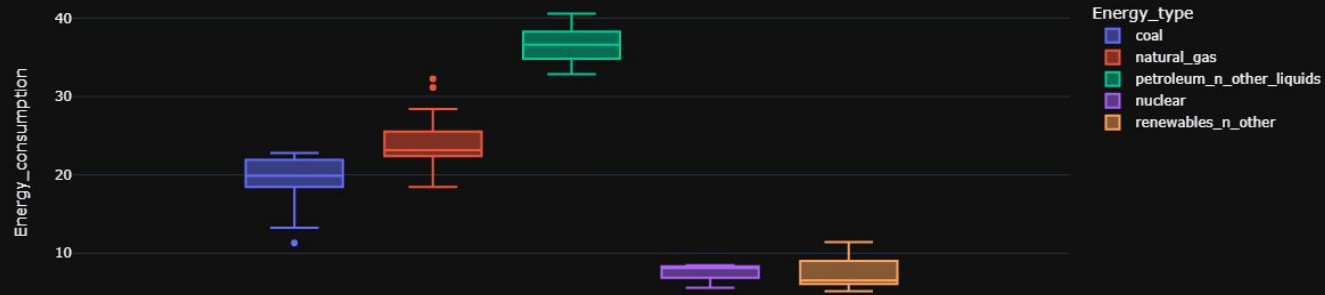 Energy_consumption
40
30
20
10
Energy_type
coal
natural_gas
petroleum_n_other_liquids
nuclear
renewables_n_other